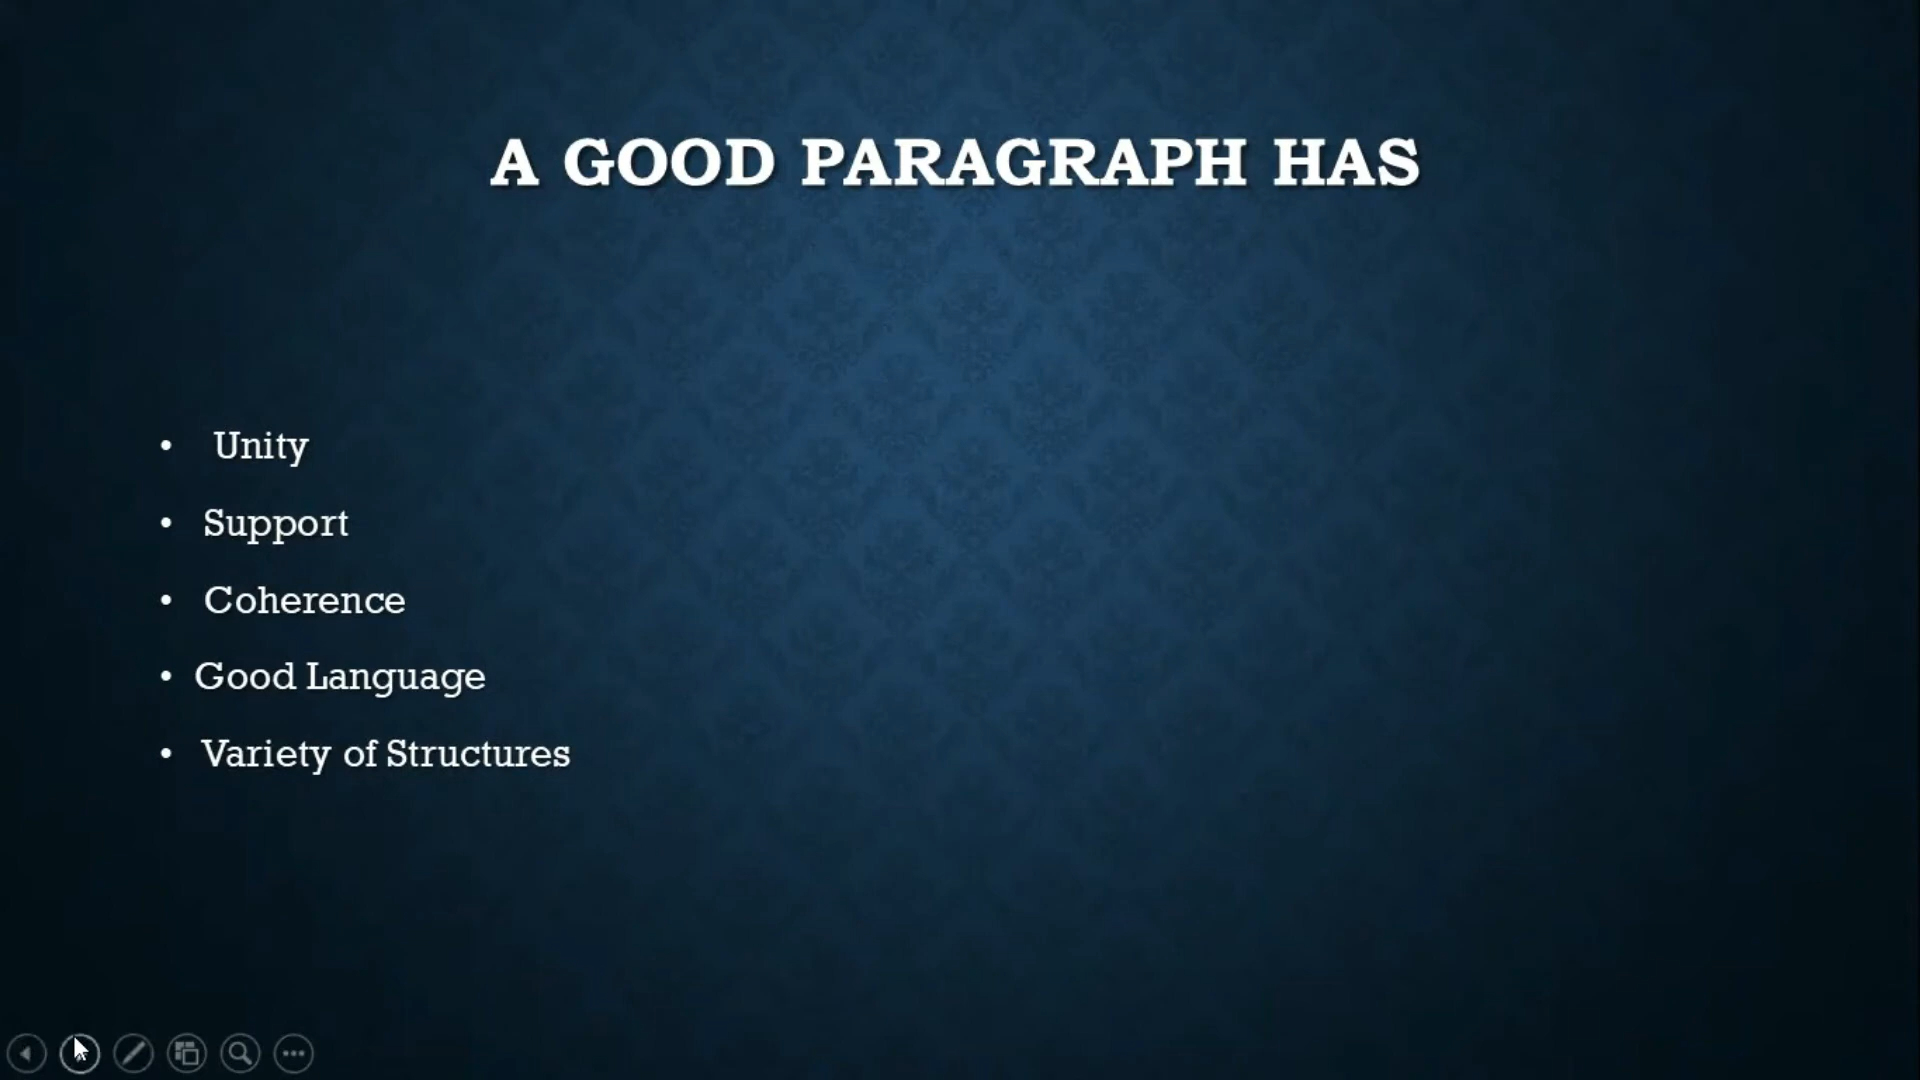 A GOOD PARAGRAPH HAS
• Unity
• Support
• Coherence
• Good Language
• Variety of Structures